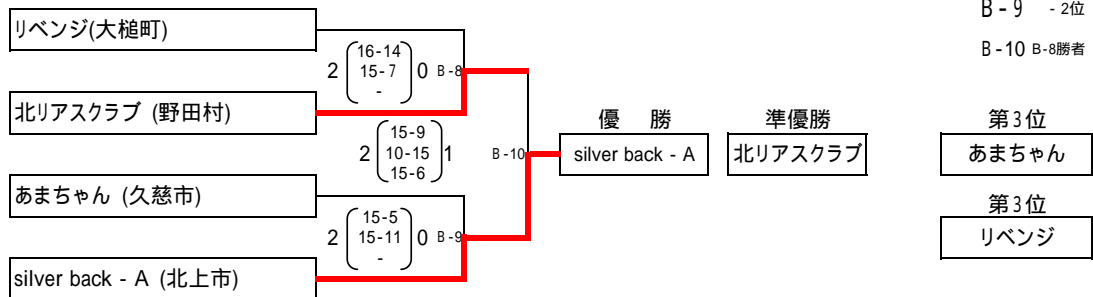 B - 9 - 2位
リベンジ(大槌町)
16-14
2 15- 7 0 B -8
-
B -10 B -8勝者
北リアスクラブ (野田村)
優 勝 準優勝 第3位
15-9
2 10-15 1 B -10
15-6
silver back - A 北リアスクラブ あまちゃん
あまちゃん (久慈市)
第3位
15-5
2 15-11 0 B -9
-
リベンジ
silver back - A (北上市)